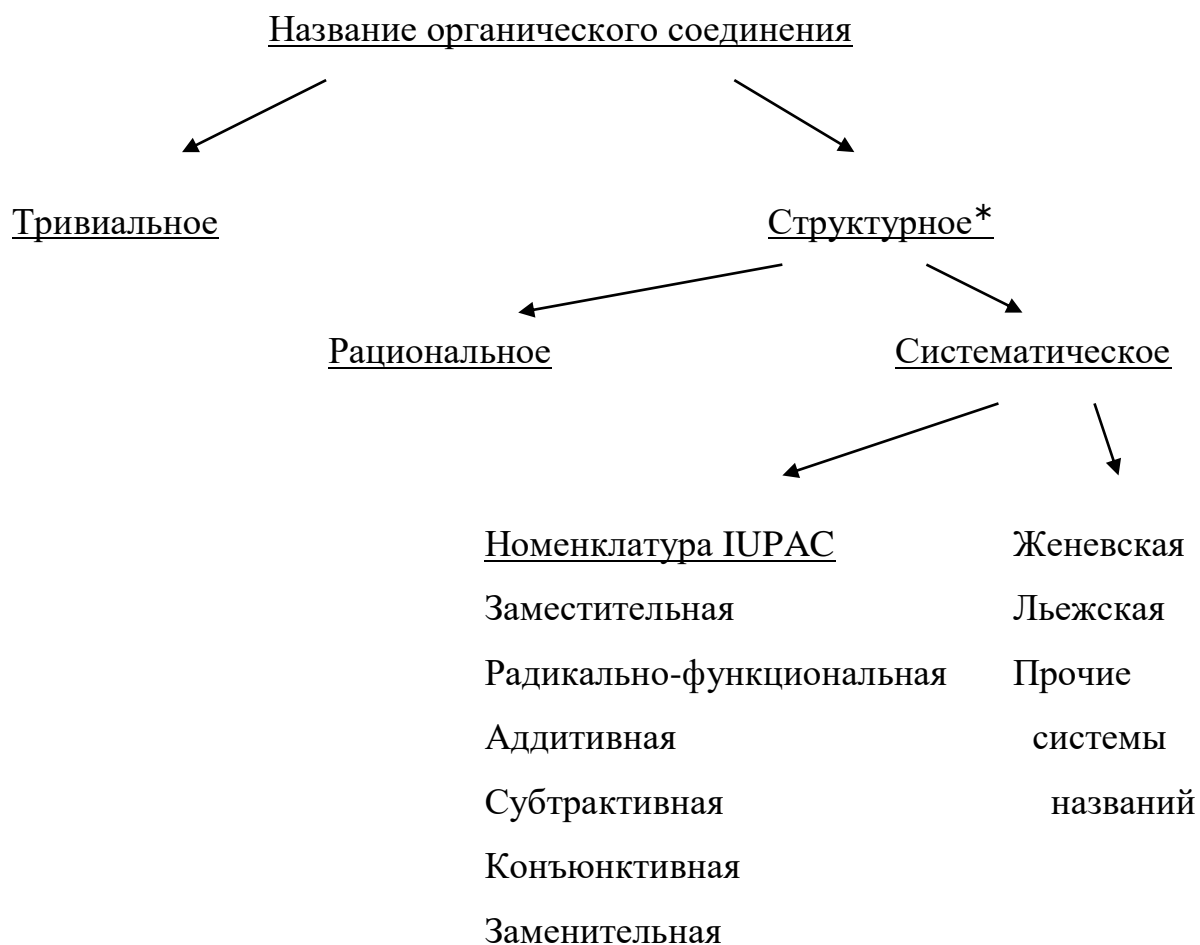 Название органического соединения
Тривиальное Структурное*
Рациональное Систематическое
Номенклатура IUPAC Женевская
Заместительная Льежская
Радикально-функциональная Прочие
Аддитивная системы
Субтрактивная названий
Конъюнктивная
Заменительная